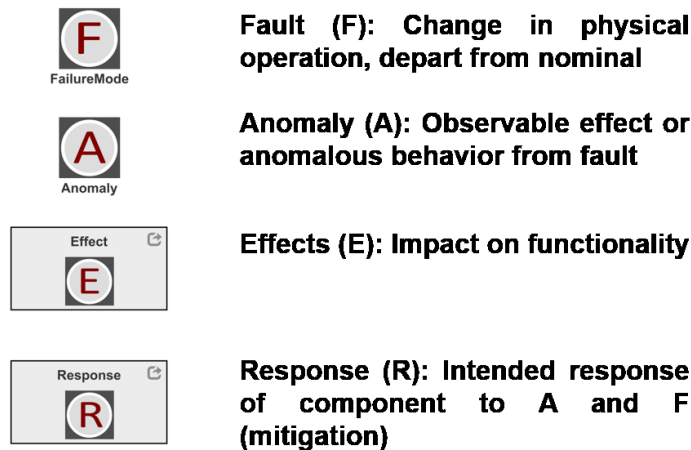 F
FailureMode
Fault (F): Change in physical
operation, depart from nominal
A
Anomaly
Anomaly (A): Observable effect or
anomalous behavior from fault
Effect
E
Effects (E): Impact on functionality
Response
R
Response (R): Intended response
of component to A and F
(mitigation)